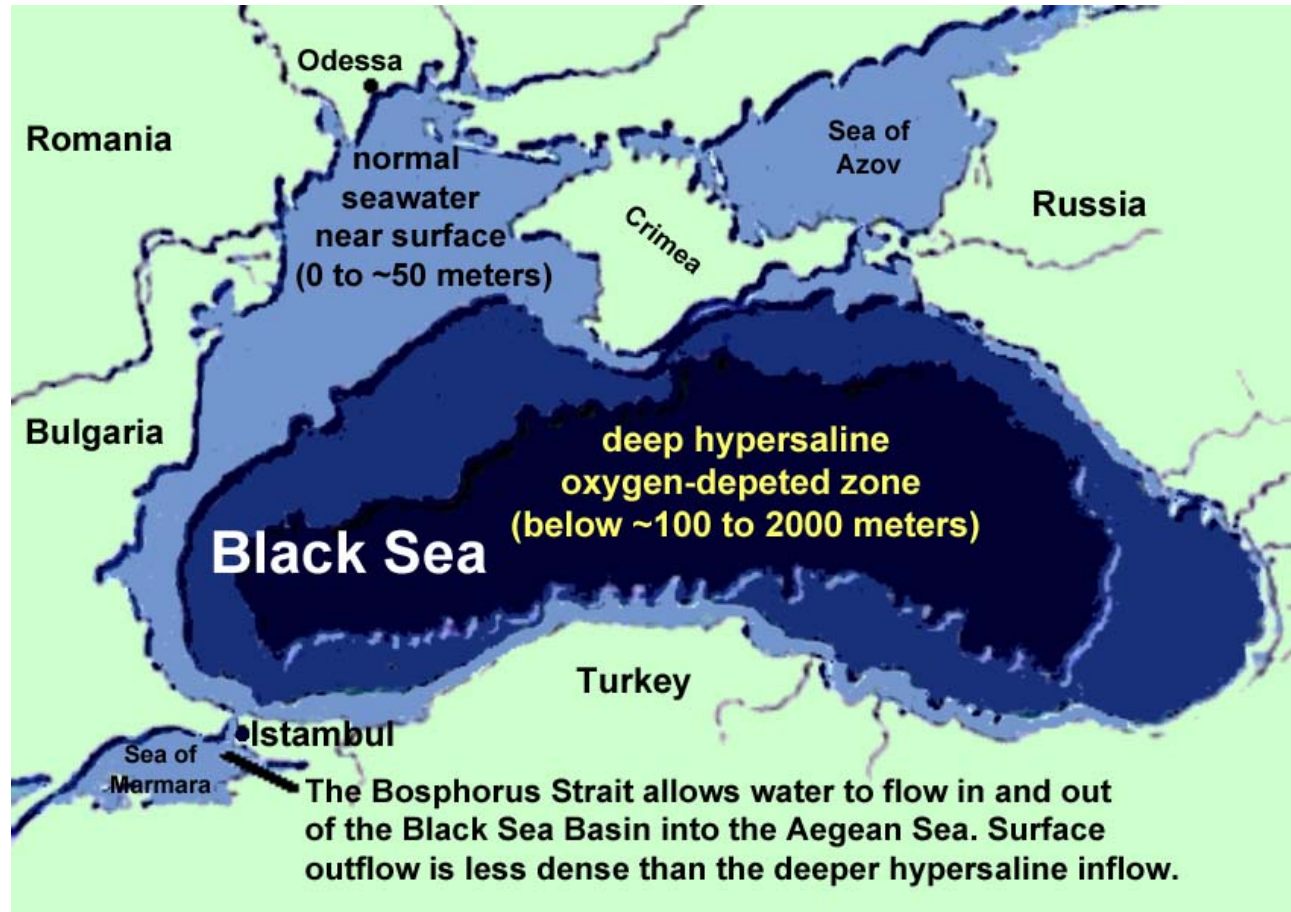 Odessa
Romania
normal
seawater
near surface
(0 to ~50 meters)
Sea of
Azov
Russia
Crimea
Bulgaria
deep hypersaline
oxygen-depeted zone
(below ~100 to 2000 meters)
Black Sea
Turkey
Istambul
Sea of
Marmara
The Bosphorus Strait allows water to flow in and out
of the Black Sea Basin into the Aegean Sea. Surface
outflow is less dense than the deeper hypersaline inflow.